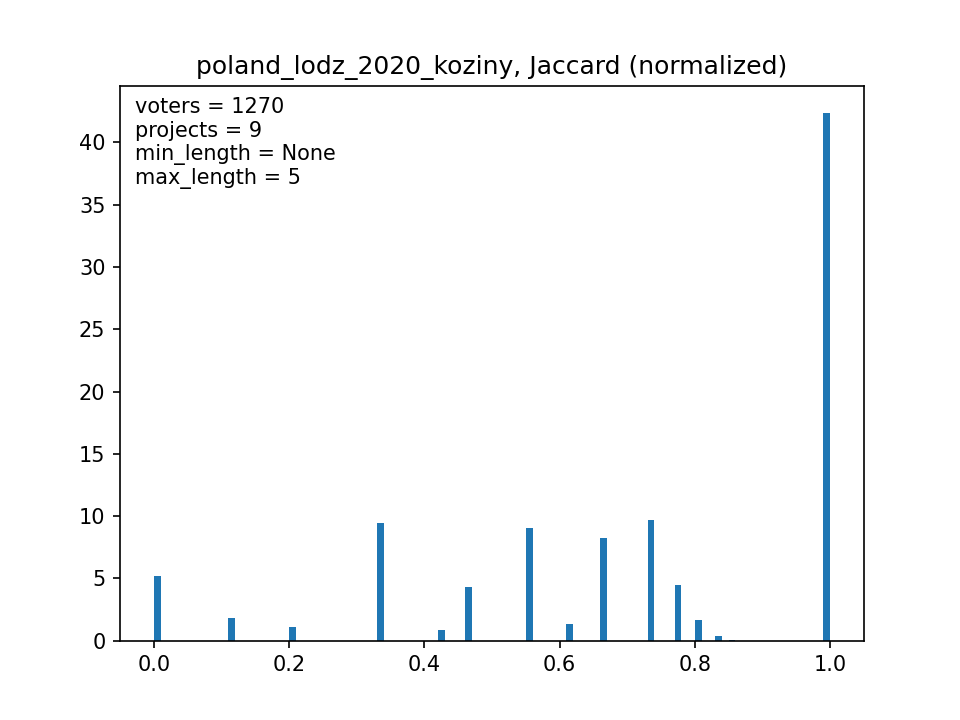 poland_lodz_2020_koziny, Jaccard (normalized)
voters = 1270
projects = 9
min_length = None
max_length = 5
40
35
30
25
20
15
10
5
0
0.0 0.2 0.4 0.6 0.8 1.0